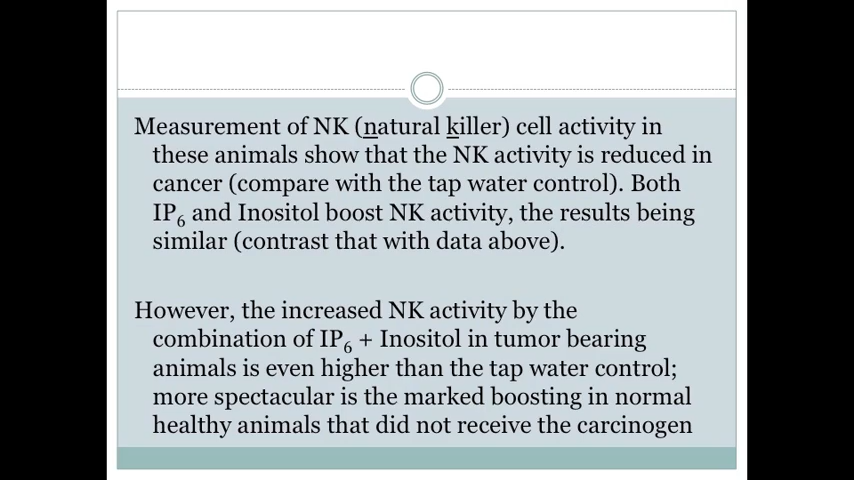 Measurement of NK (natural killer) cell activity in
these animals show that the NK activity is reduced in
cancer (compare with the tap water control). Both
IP₆ and Inositol boost NK activity, the results being
similar (contrast that with data above).
However, the increased NK activity by the
combination of IP₆ + Inositol in tumor bearing
animals is even higher than the tap water control;
more spectacular is the marked boosting in normal
healthy animals that did not receive the carcinogen